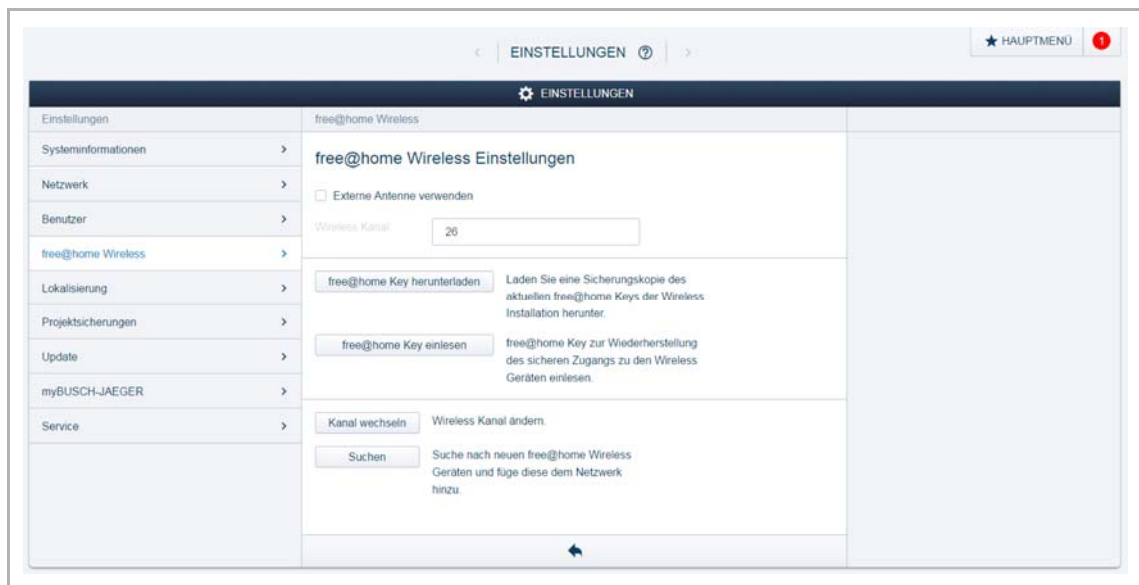 EINSTELLUNGEN
HAUPTMENÜ
1
EINSTELLUNGEN
Einstellungen
free@home Wireless
Systeminformationen
Netzwerk
Benutzer
free@home Wireless
Lokalisierung
Projektsicherungen
Update
myBUSCH-JAEGER
Service
free@home Wireless Einstellungen
Externe Antenne verwenden
Wireless Kanal
26
free@home Key herunterladen
Laden Sie eine Sicherungskopie des
aktuellen free@home Keys der Wireless
Installation herunter.
free@home Key einlesen
free@home Key zur Wiederherstellung
des sicheren Zugangs zu den Wireless
Geräten einlesen.
Kanal wechseln
Wireless Kanal ändern.
Suchen
Suche nach neuen free@home Wireless
Geräten und füge diese dem Netzwerk
hinzu.